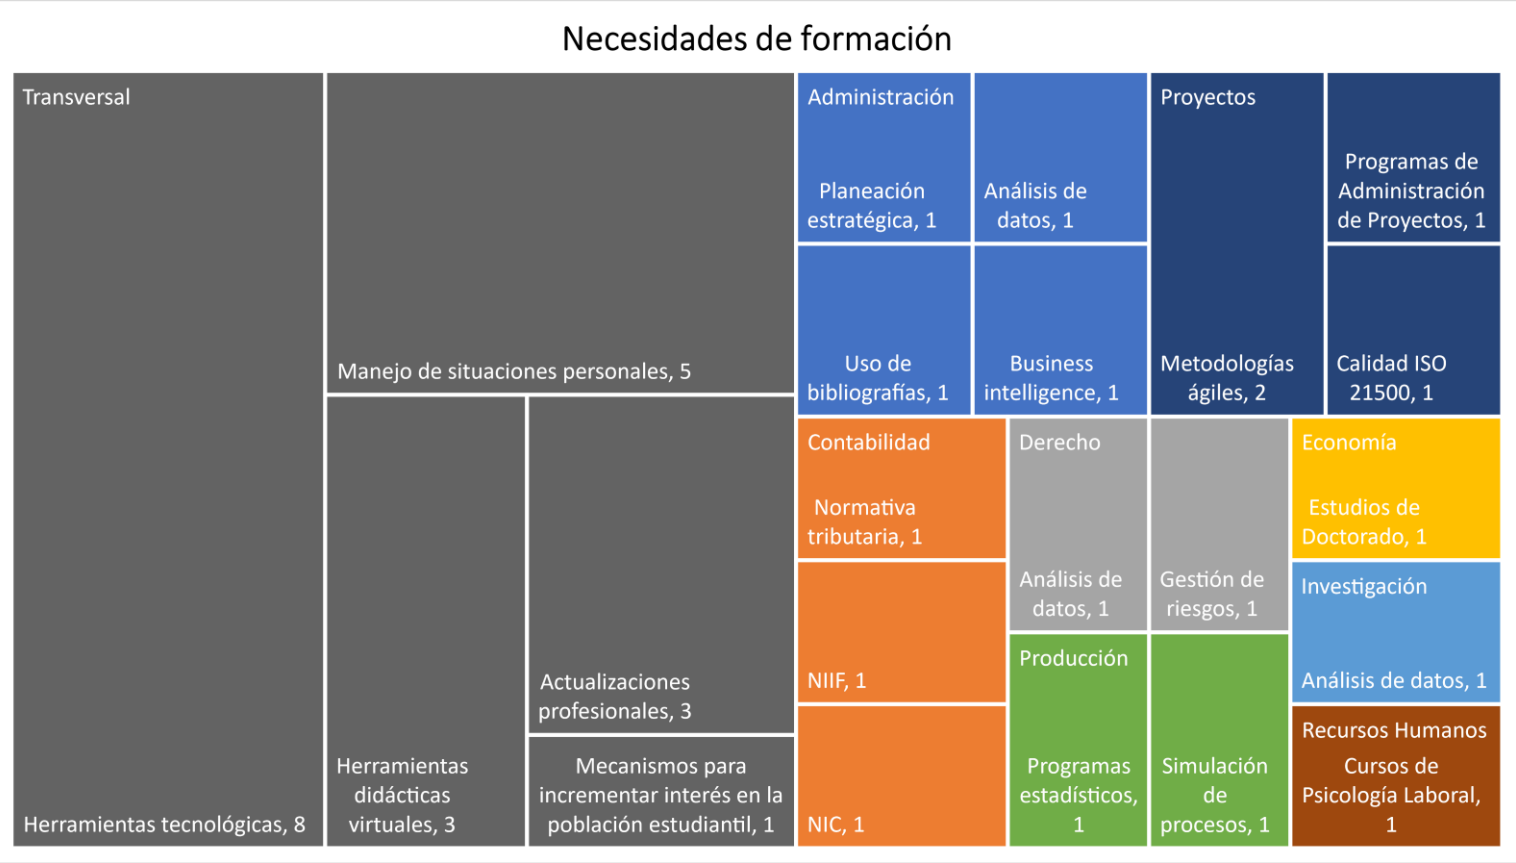 Necesidades de formación
Transversal
Herramientas tecnológicas, 8
Manejo de situaciones personales, 5
Herramientas
didácticas
virtuales, 3
Actualizaciones
profesionales, 3
Mecanismos para
incrementar interés en la
población estudiantil, 1
Administración
Planeación
estratégica, 1
Análisis de
datos, 1
Uso de
bibliografías, 1
Business
intelligence, 1
Proyectos
Metodologías
ágiles, 2
Programas de
Administración
de Proyectos, 1
Calidad ISO
21500, 1
Contabilidad
Normativa
tributaria, 1
NIIF, 1
NIC, 1
Derecho
Análisis de
datos, 1
Gestión de
riesgos, 1
Producción
Programas
estadísticos,
1
Simulación
de
procesos, 1
Economía
Estudios de
Doctorado, 1
Investigación
Análisis de datos, 1
Recursos Humanos
Cursos de
Psicología Laboral,
1